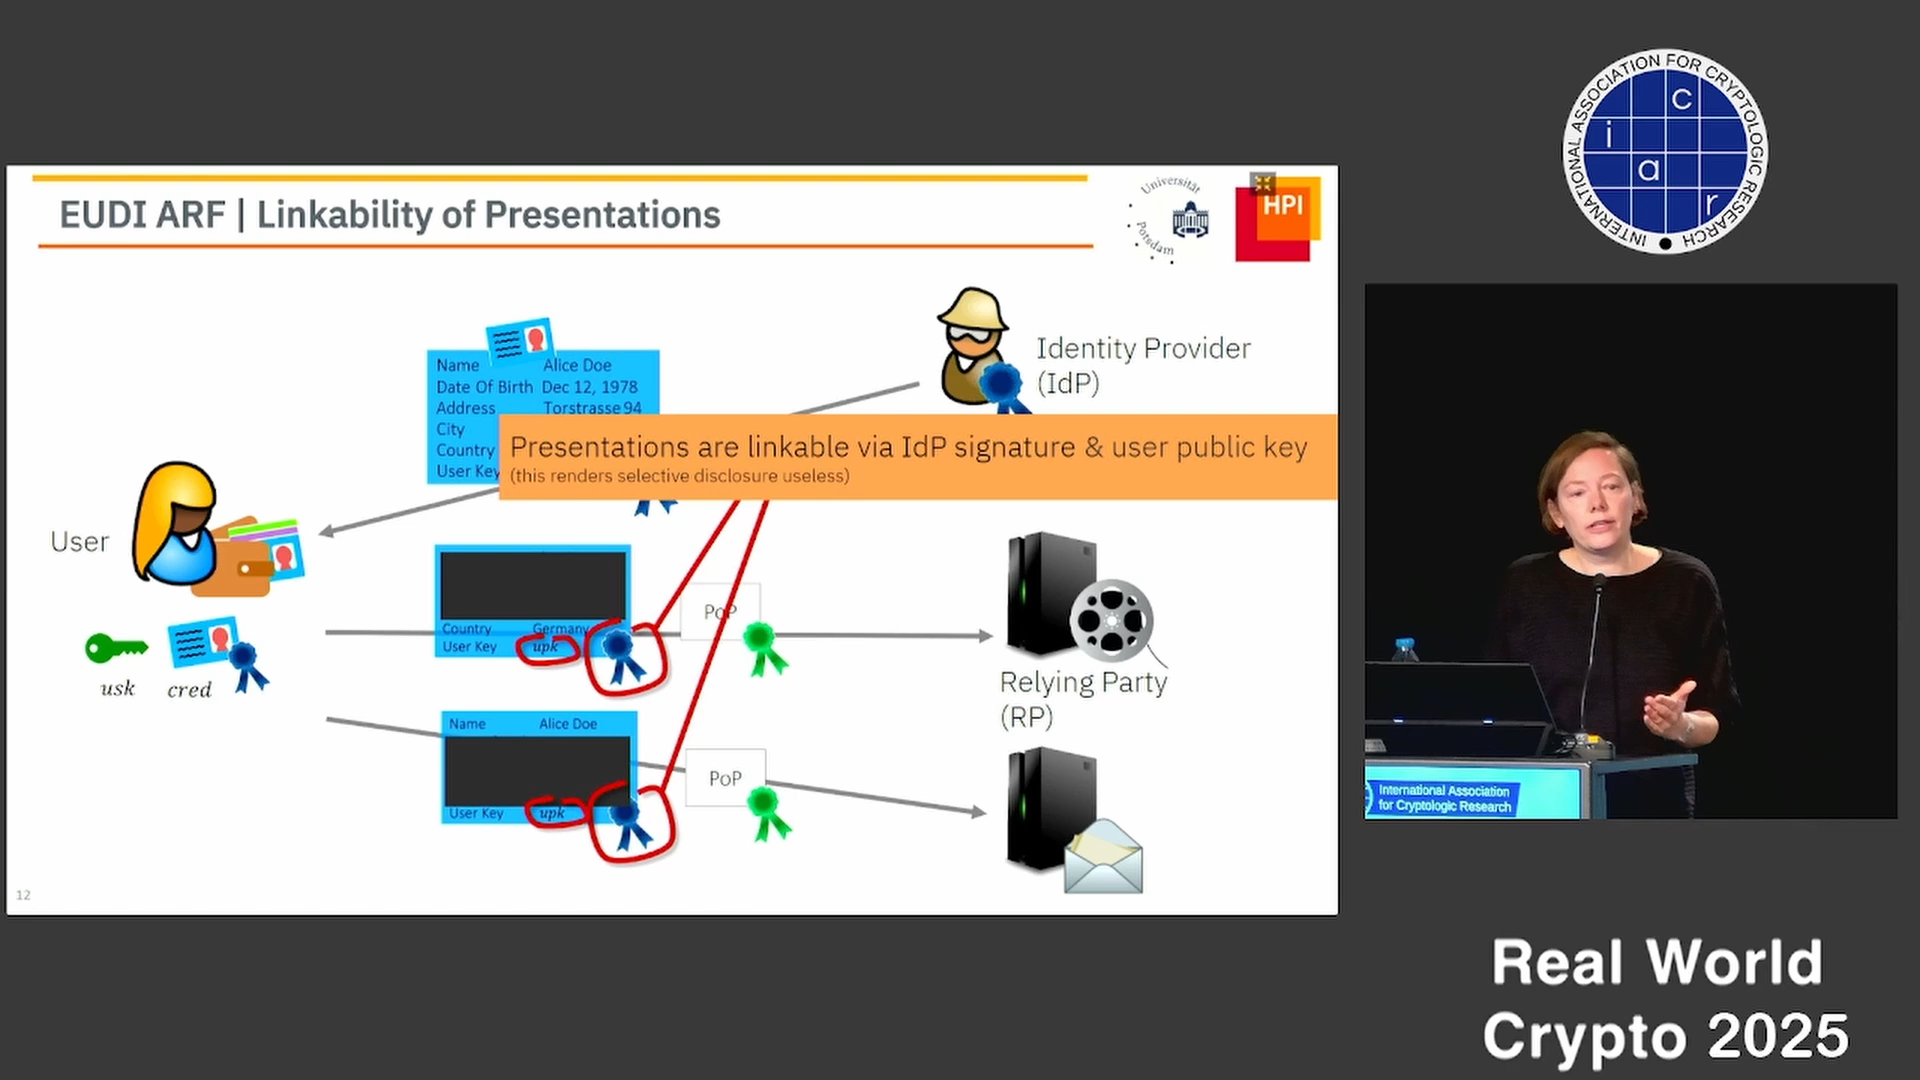 EUDI ARF | Linkability of Presentations
Universität
Potsdam
HPI
INTERNATIONAL ASSOCIATION FOR CRYPTOLOGIC RESEARCH
i a c r
Name Alice Doe
Date Of Birth Dec 12, 1978
Address Torstrasse 94
City
Country
User Key
Identity Provider
(IdP)
Presentations are linkable via IdP signature & user public key
(this renders selective disclosure useless)
User
usk cred
Country Germany
User Key upk
PoP
Relying Party
(RP)
Name Alice Doe
User Key upk
PoP
12
International Association
for Cryptologic Research
Real World
Crypto 2025